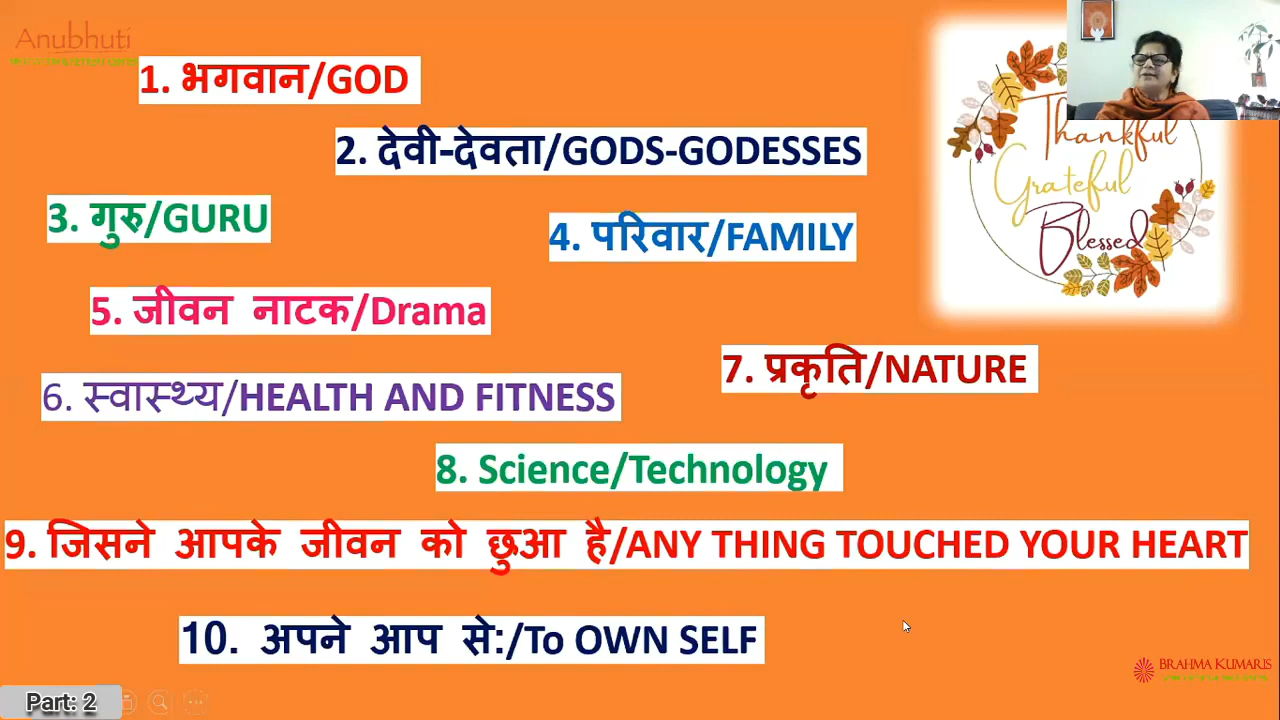 Anubhuti
1. भगवान/GOD
2. देवी-देवता/GODS-GODESSES
3. गुरु/GURU
4. परिवार/FAMILY
Thankful
Grateful
Blessed
5. जीवन नाटक/Drama
7. प्रकृति/NATURE
6. स्वास्थ्य/HEALTH AND FITNESS
8. Science/Technology
9. जिसने आपके जीवन को छुआ है/ANY THING TOUCHED YOUR HEART
10. अपने आप से:/To OWN SELF
BRAHMA KUMARIS
Part: 2